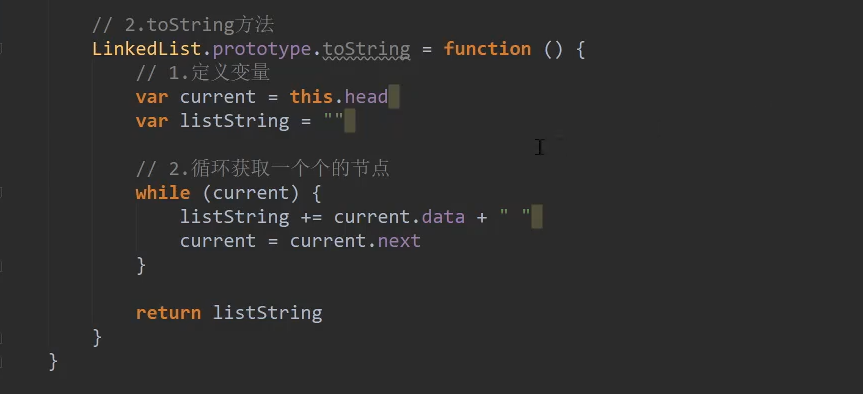 // 2.toString方法
LinkedList.prototype.toString = function () {
// 1.定义变量
var current = this.head
var listString = ""
// 2.循环获取一个个的节点
while (current) {
listString += current.data + " "
current = current.next
}
return listString
}
}